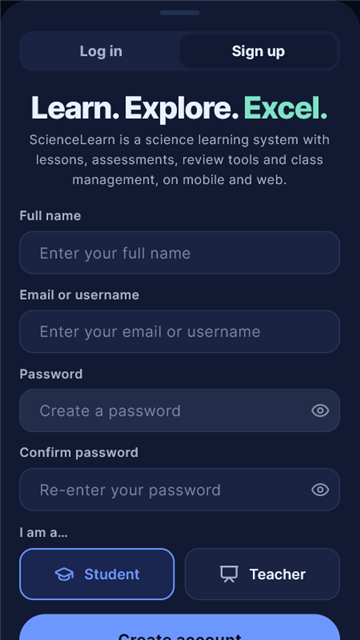 Log in
Sign up
Learn. Explore. Excel.
ScienceLearn is a science learning system with
lessons, assessments, review tools and class
management, on mobile and web.
Full name
Enter your full name
Email or username
Enter your email or username
Password
Create a password
Confirm password
Re-enter your password
I am a...
Student
Teacher
Create account